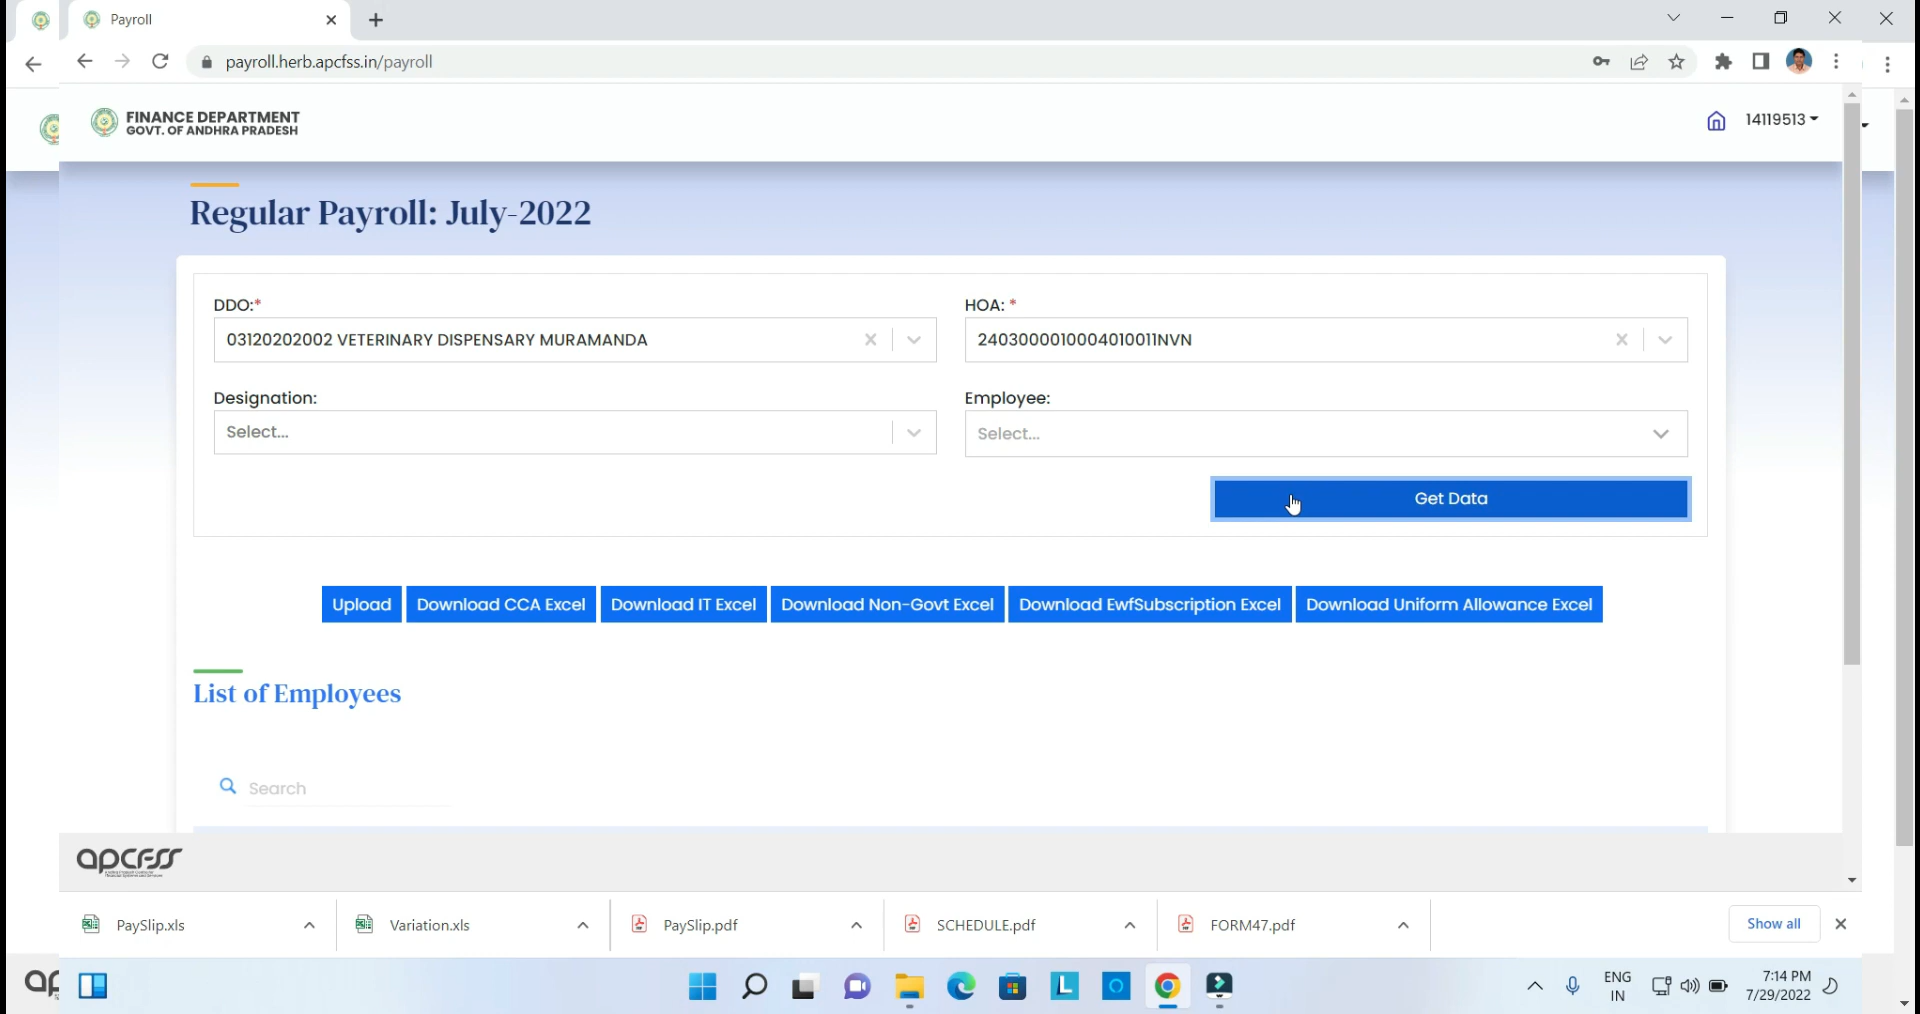 Payroll
payroll.herb.apcfss.in/payroll
FINANCE DEPARTMENT
GOVT. OF ANDHRA PRADESH
14119513
Regular Payroll: July-2022
DDO:*
HOA: *
03120202002 VETERINARY DISPENSARY MURAMANDA
2403000010004010011NVN
Designation:
Employee:
Select...
Select...
Get Data
Upload
Download CCA Excel
Download IT Excel
Download Non-Govt Excel
Download EwfSubscription Excel
Download Uniform Allowance Excel
List of Employees
Search
apcfss
PaySlip.xls
Variation.xls
PaySlip.pdf
SCHEDULE.pdf
FORM47.pdf
Show all
ap
ENG
IN
7:14 PM
7/29/2022